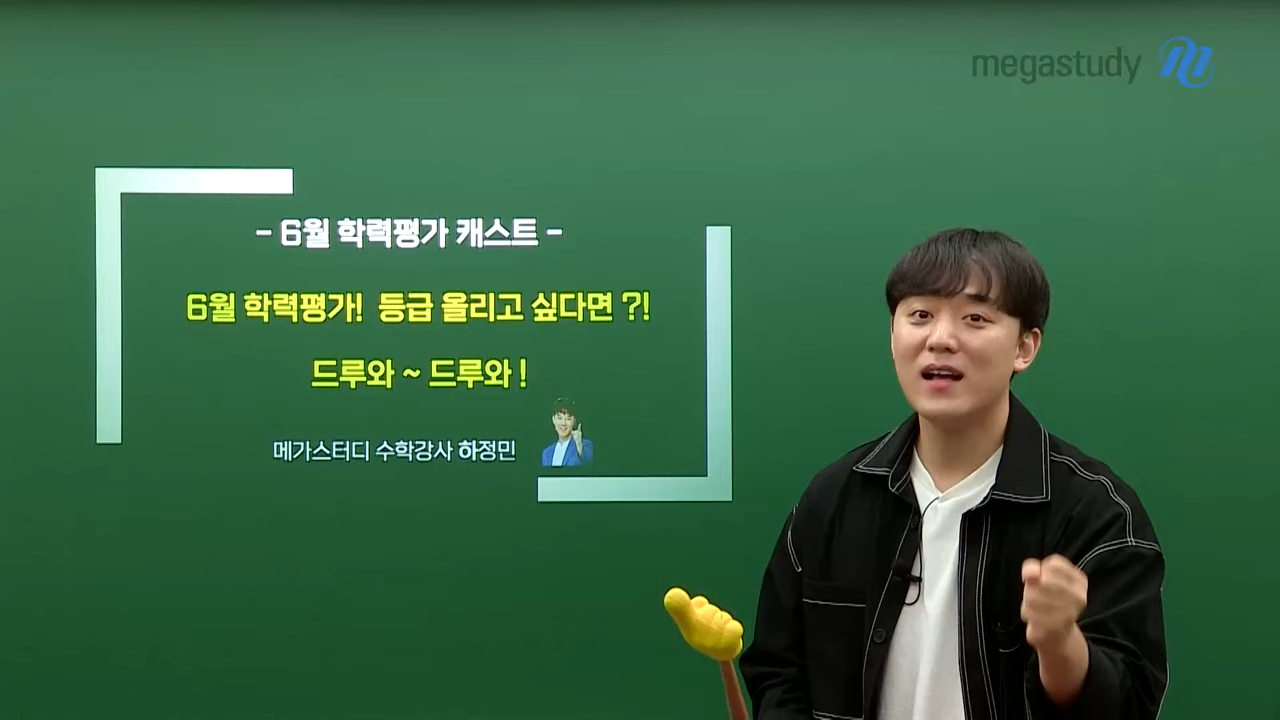 megastudy
- 6월 학력평가 캐스트 -
6월 학력평가! 등급 올리고 싶다면 ?!
드루와 ~ 드루와 !
메가스터디 수학강사 하정민